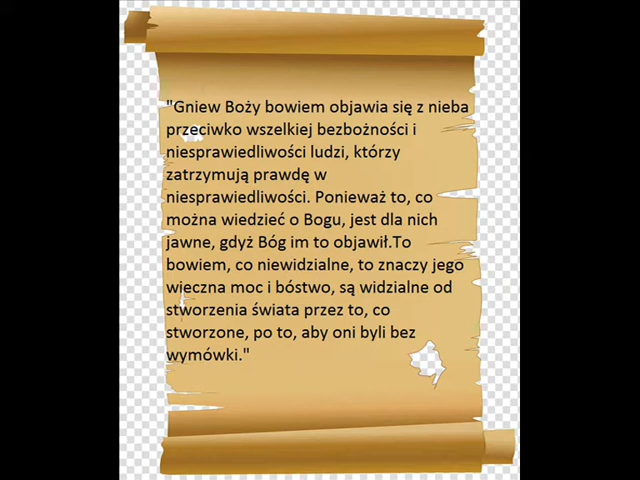 "Gniew Boży bowiem objawia się z nieba
przeciwko wszelkiej bezbożności i
niesprawiedliwości ludzi, którzy
zatrzymują prawdę w
niesprawiedliwości. Ponieważ to, co
można wiedzieć o Bogu, jest dla nich
jawne, gdyż Bóg im to objawił.To
bowiem, co niewidzialne, to znaczy jego
wieczna moc i bóstwo, są widzialne od
stworzenia świata przez to, co
stworzone, po to, aby oni byli bez
wymówki."